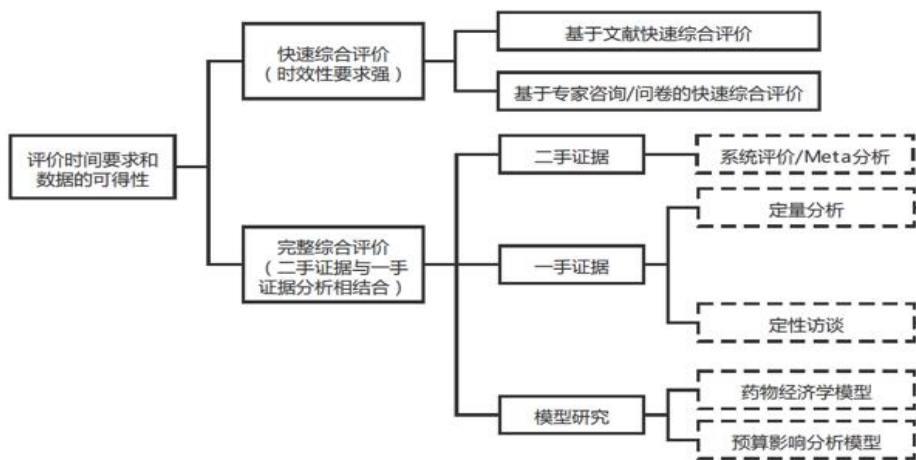 评价时间要求和
数据的可得性
快速综合评价
（时效性要求强）
基于文献快速综合评价
基于专家咨询/问卷的快速综合评价
完整综合评价
（二手证据与一手
证据分析相结合）
二手证据
系统评价/Meta分析
一手证据
定量分析
定性访谈
模型研究
药物经济学模型
预算影响分析模型